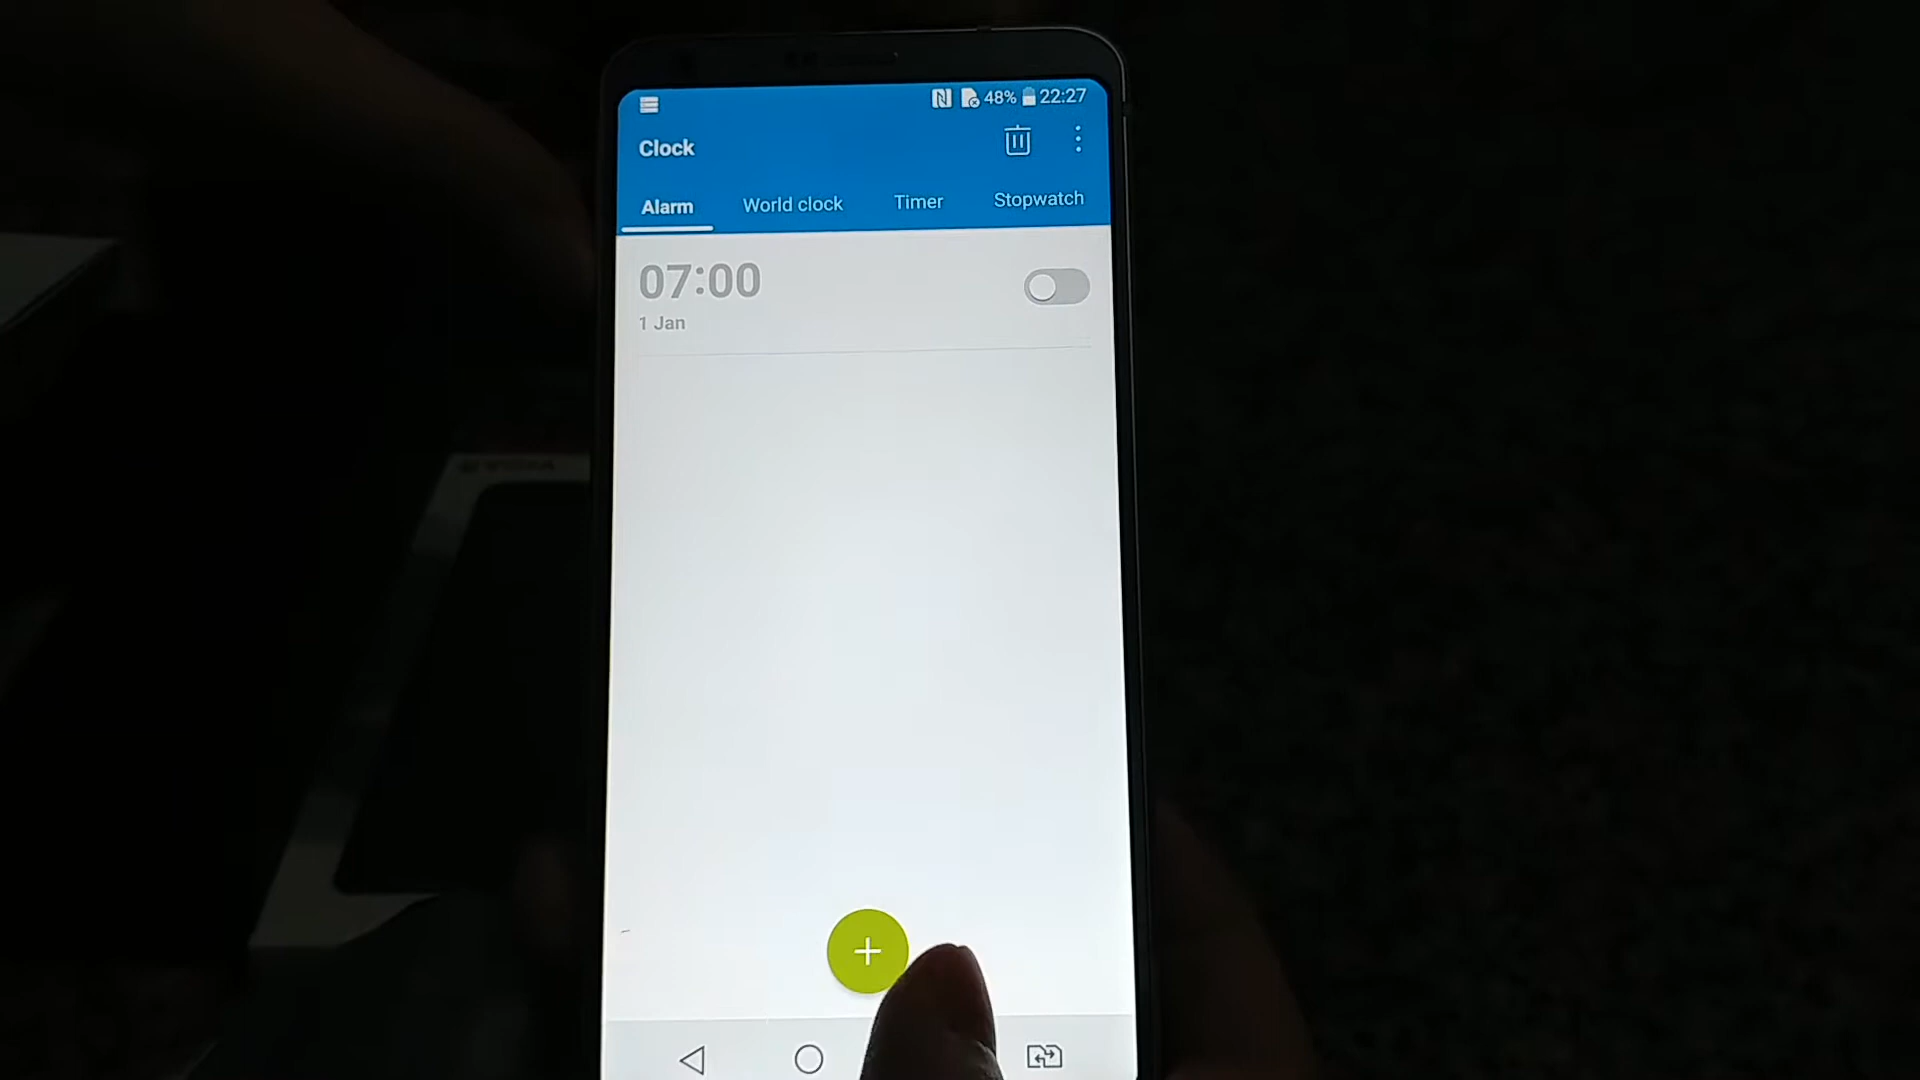 48% 22:27
Clock
Alarm World clock Timer Stopwatch
07:00
1 Jan